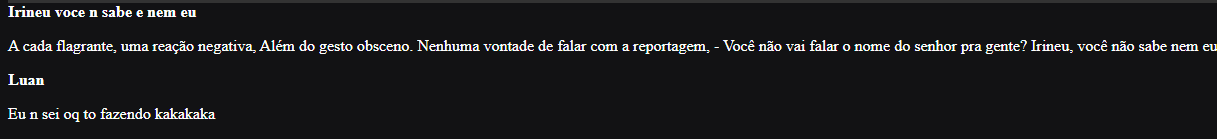 Irineu voce n sabe e nem eu
A cada flagrante, uma reação negativa, Além do gesto obsceno. Nenhuma vontade de falar com a reportagem, - Você não vai falar o nome do senhor pra gente? Irineu, você não sabe nem eu
Luan
Eu n sei oq to fazendo kakakaka